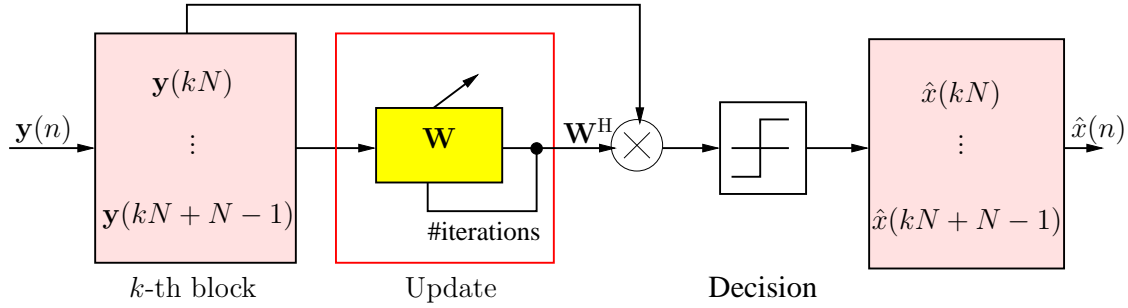 y(n)
y(kN)
⋮
y(kN + N − 1)
k-th block
W
#iterations
Update
W^H
Decision
x̂(kN)
⋮
x̂(kN + N − 1)
x̂(n)